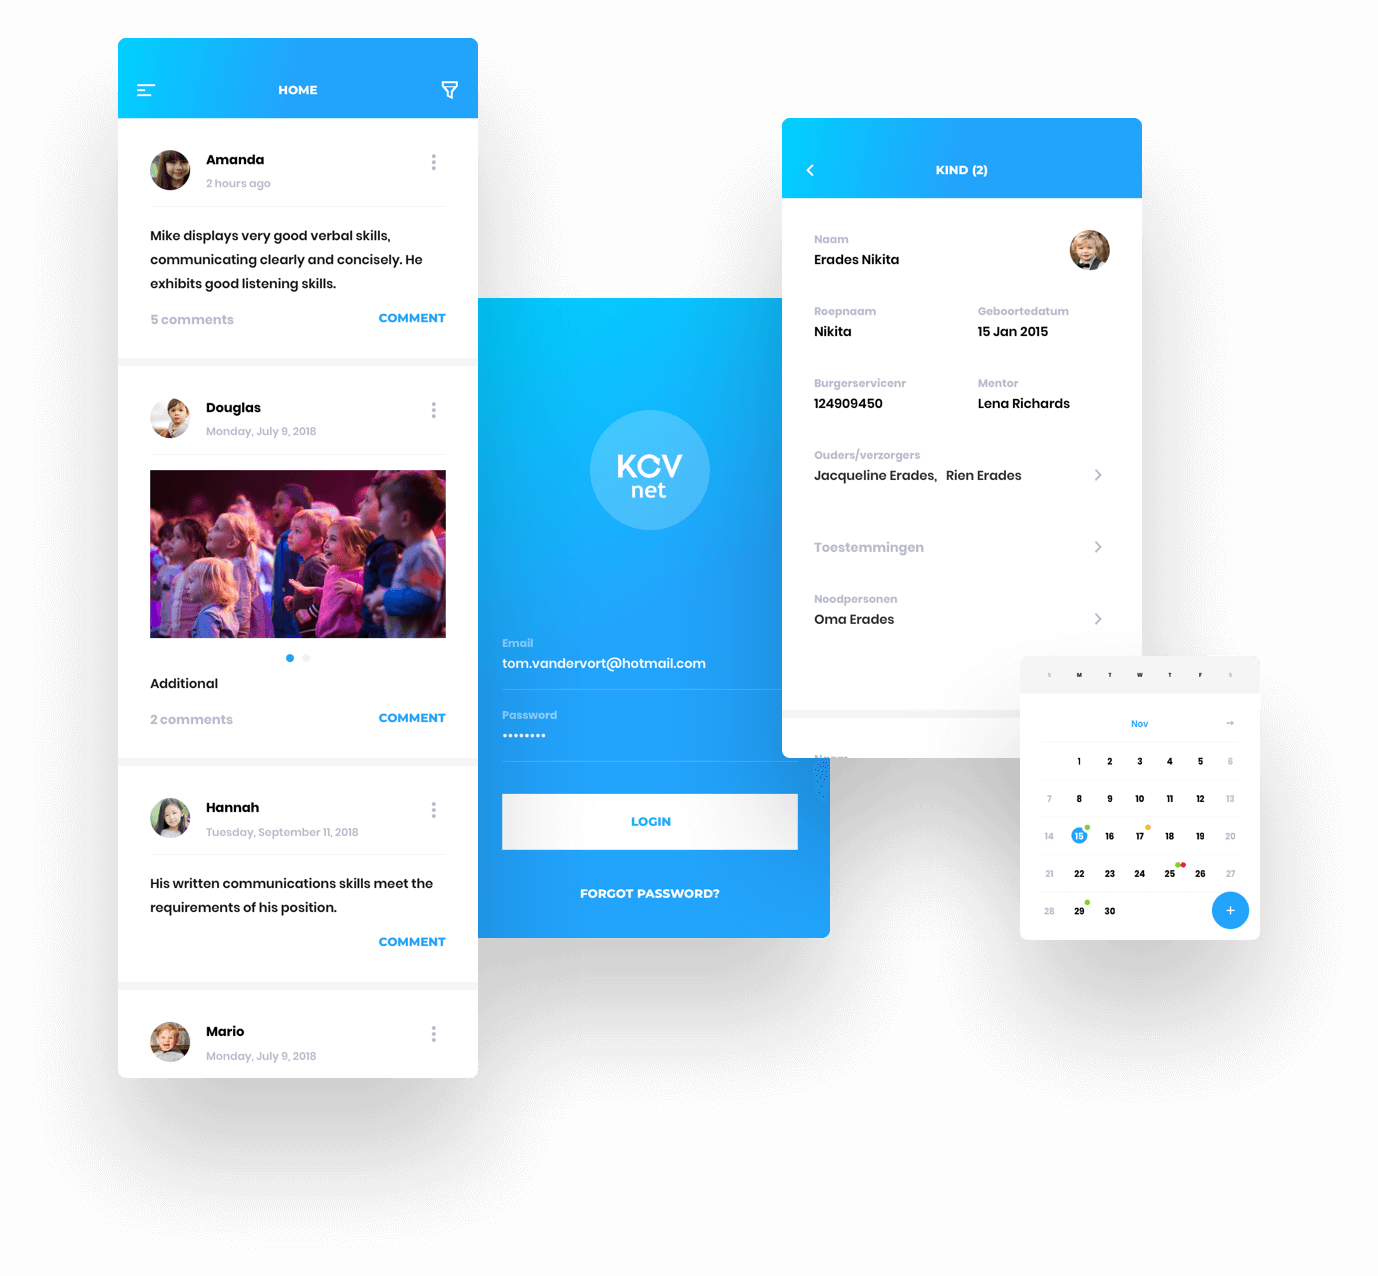 HOME
Amanda
2 hours ago
Mike displays very good verbal skills,
communicating clearly and concisely. He
exhibits good listening skills.
5 comments
COMMENT
Douglas
Monday, July 9, 2018
Additional
2 comments
COMMENT
Hannah
Tuesday, September 11, 2018
His written communications skills meet the
requirements of his position.
COMMENT
Mario
Monday, July 9, 2018
KOV
net
Email
tom.vandervort@hotmail.com
Password
••••••••
LOGIN
FORGOT PASSWORD?
KIND (2)
Naam
Erades Nikita
Roepnaam Geboortedatum
Nikita 15 Jan 2015
Burgerservicenr Mentor
124909450 Lena Richards
Ouders/verzorgers
Jacqueline Erades, Rien Erades
Toestemmingen
Noodpersonen
Oma Erades
Naam
S M T W T F S
Nov →
1 2 3 4 5 6
7 8 9 10 11 12 13
14 15 16 17 18 19 20
21 22 23 24 25 26 27
28 29 30 +